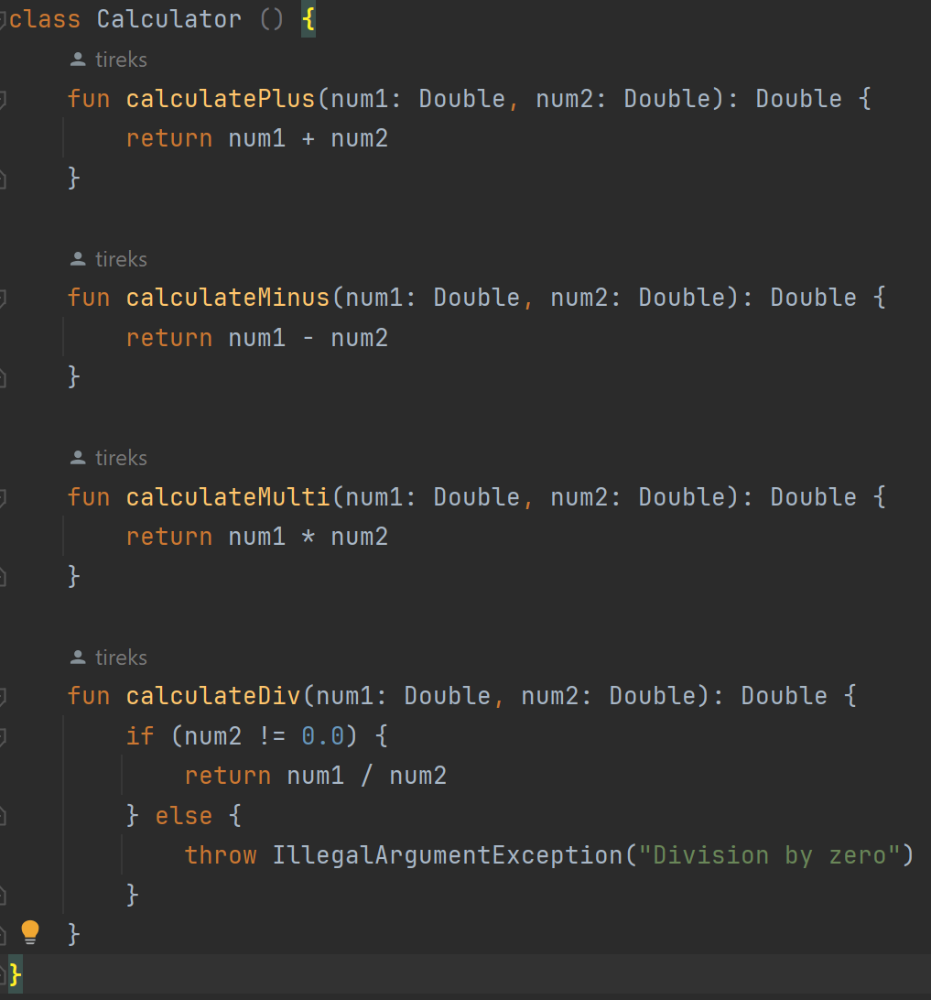 class Calculator () {
tireks
fun calculatePlus(num1: Double, num2: Double): Double {
return num1 + num2
}
tireks
fun calculateMinus(num1: Double, num2: Double): Double {
return num1 - num2
}
tireks
fun calculateMulti(num1: Double, num2: Double): Double {
return num1 * num2
}
tireks
fun calculateDiv(num1: Double, num2: Double): Double {
if (num2 != 0.0) {
return num1 / num2
} else {
throw IllegalArgumentException("Division by zero")
}
}
}